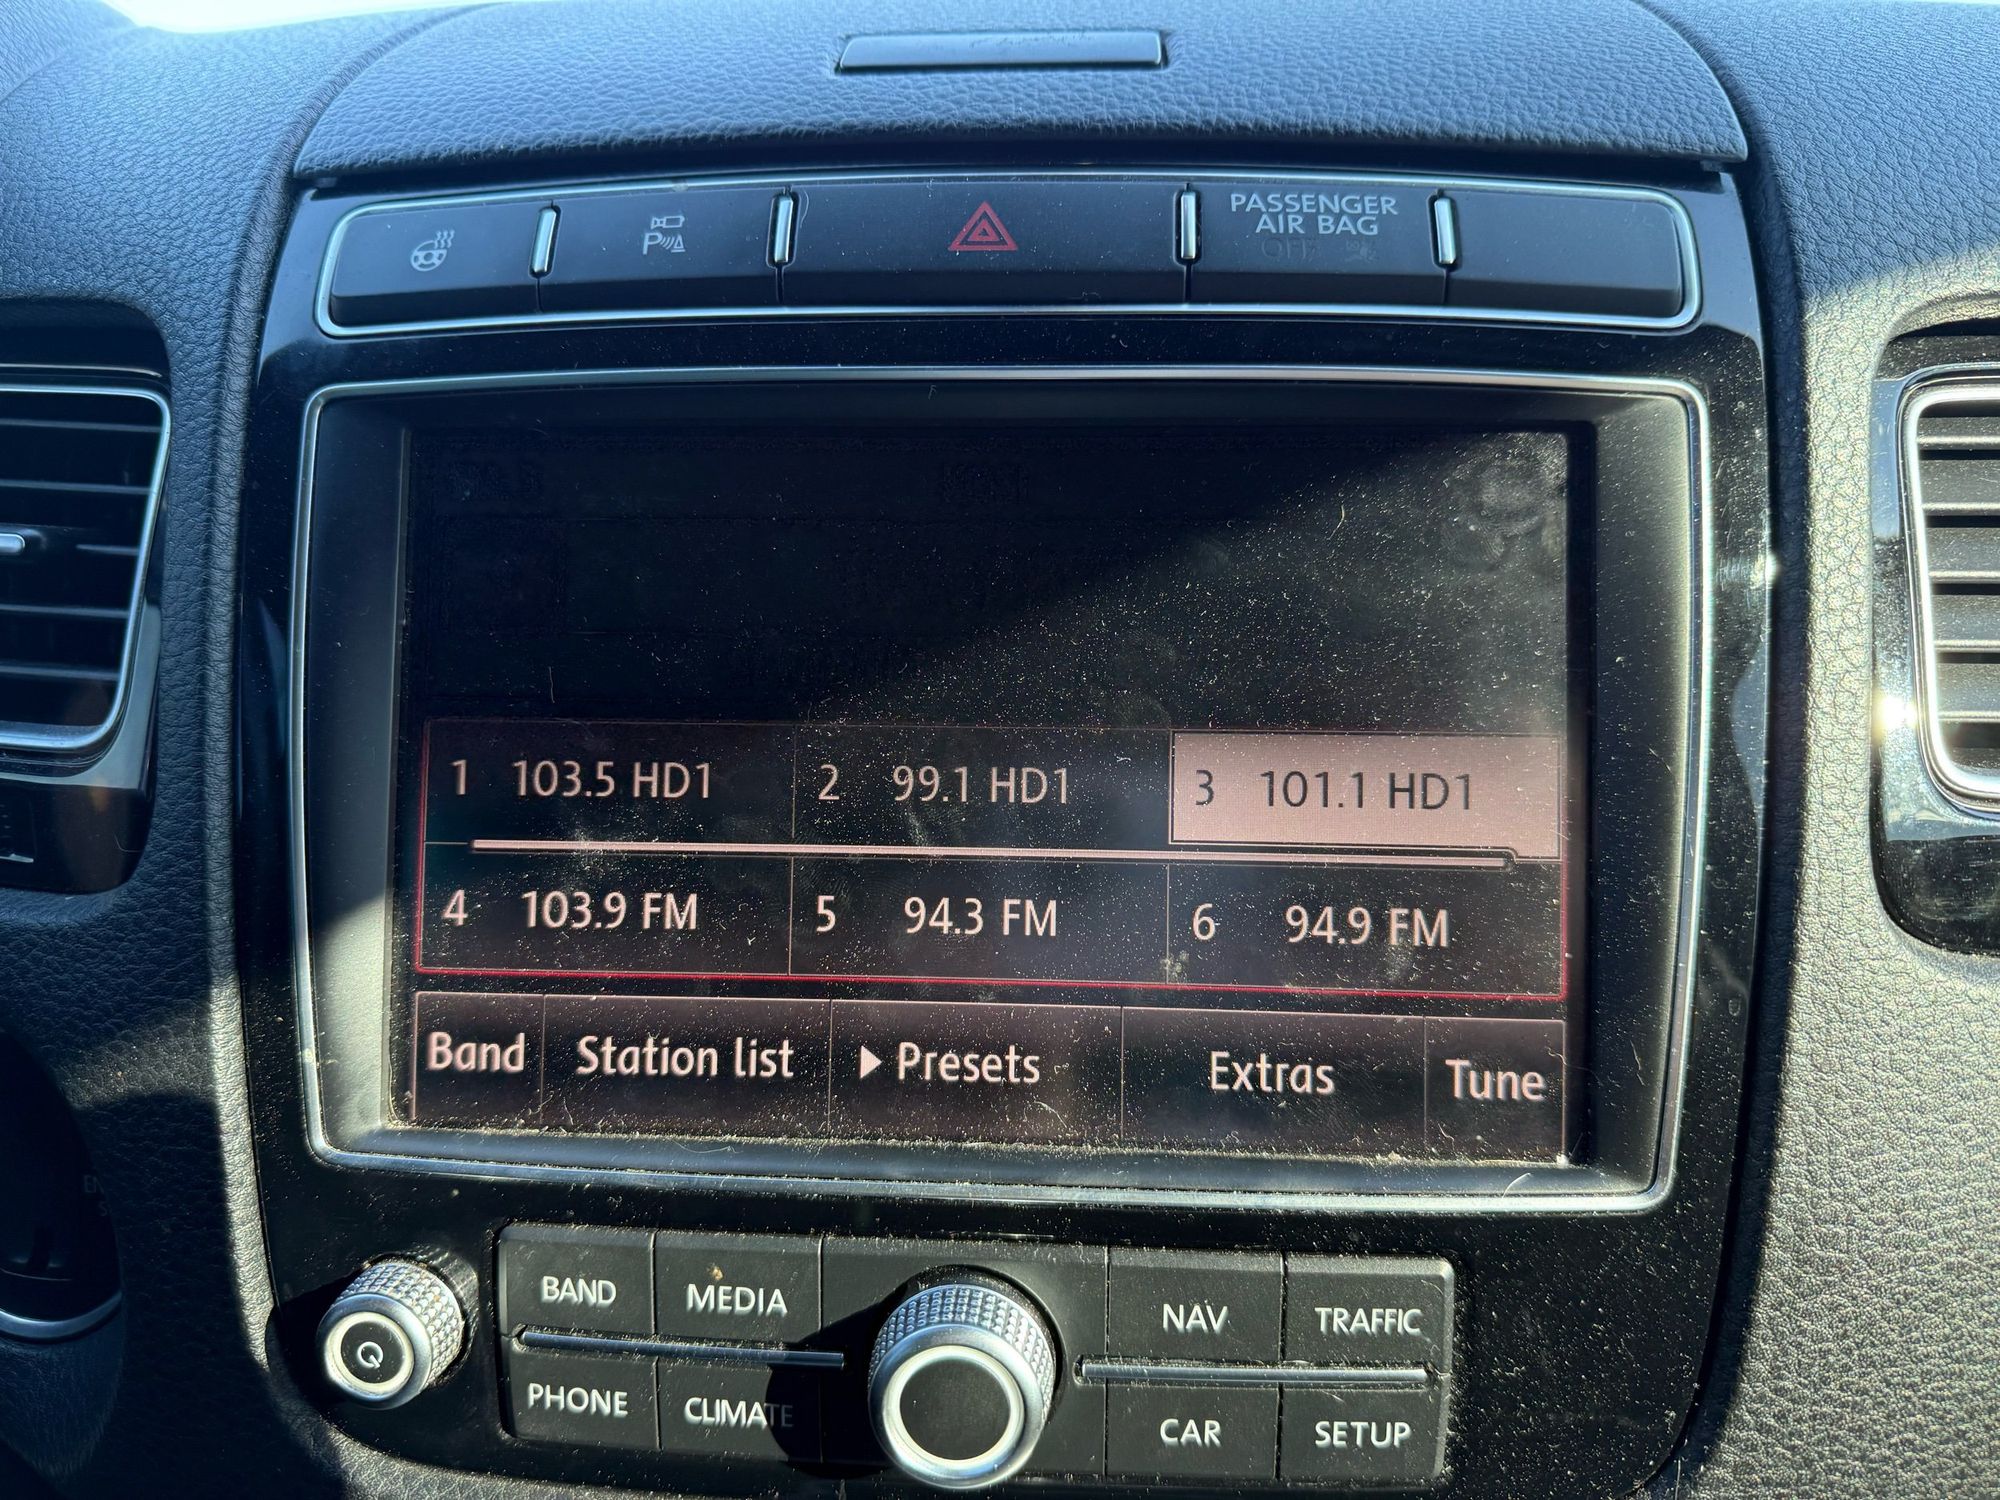 PASSENGER
AIR BAG
OFF
1 103.5 HD1 2 99.1 HD1 3 101.1 HD1
4 103.9 FM 5 94.3 FM 6 94.9 FM
Band Station list Presets Extras Tune
BAND MEDIA NAV TRAFFIC
PHONE CLIMATE CAR SETUP